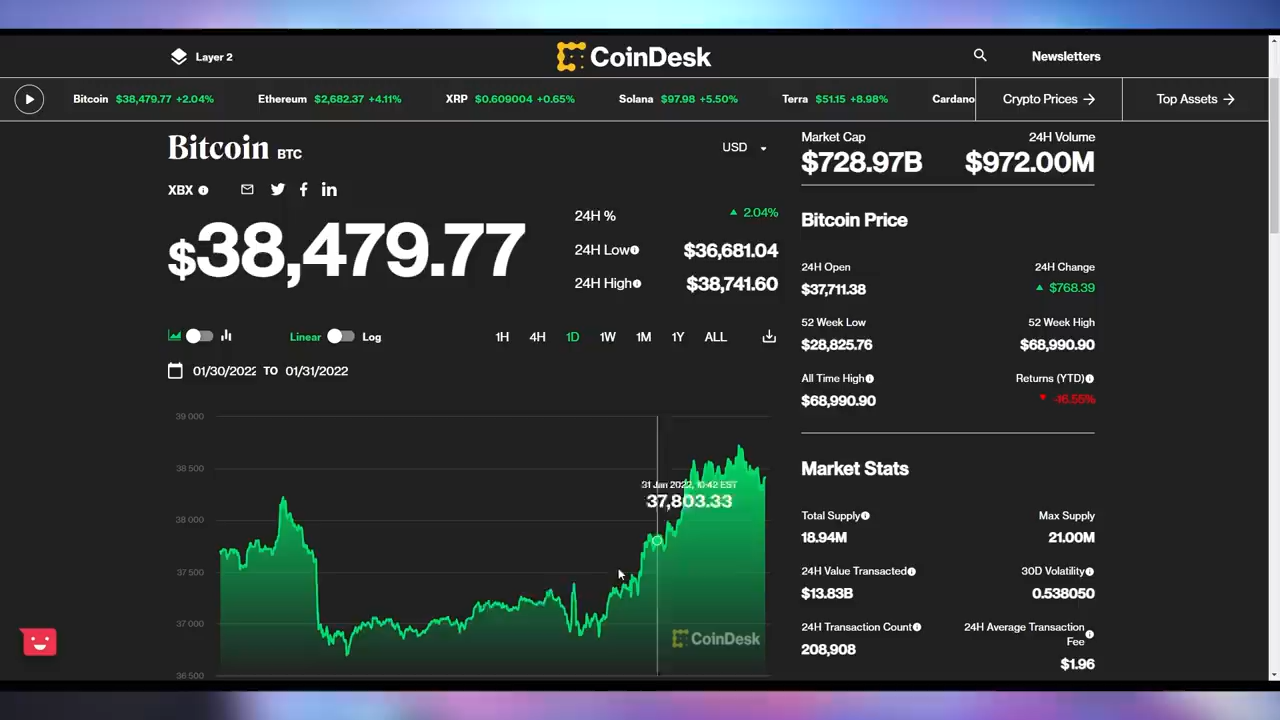 Layer 2
CoinDesk
Newsletters
Bitcoin $38,479.77 +2.04% Ethereum $2,682.37 +4.11% XRP $0.609004 +0.65% Solana $97.98 +5.50% Terra $51.15 +8.98% Cardano
Crypto Prices →
Top Assets →
Bitcoin BTC
USD
XBX
$38,479.77
24H % 2.04%
24H Low $36,681.04
24H High $38,741.60
Linear Log
1H 4H 1D 1W 1M 1Y ALL
01/30/2022 TO 01/31/2022
39 000
38 500
38 000
37 500
37 000
36 500
31 Jan 2022, 10:42 EST
37,803.33
CoinDesk
Market Cap 24H Volume
$728.97B $972.00M
Bitcoin Price
24H Open 24H Change
$37,711.38 $768.39
52 Week Low 52 Week High
$28,825.76 $68,990.90
All Time High Returns (YTD)
$68,990.90 -16.55%
Market Stats
Total Supply Max Supply
18.94M 21.00M
24H Value Transacted 30D Volatility
$13.83B 0.538050
24H Transaction Count 24H Average Transaction
Fee
208,908 $1.96